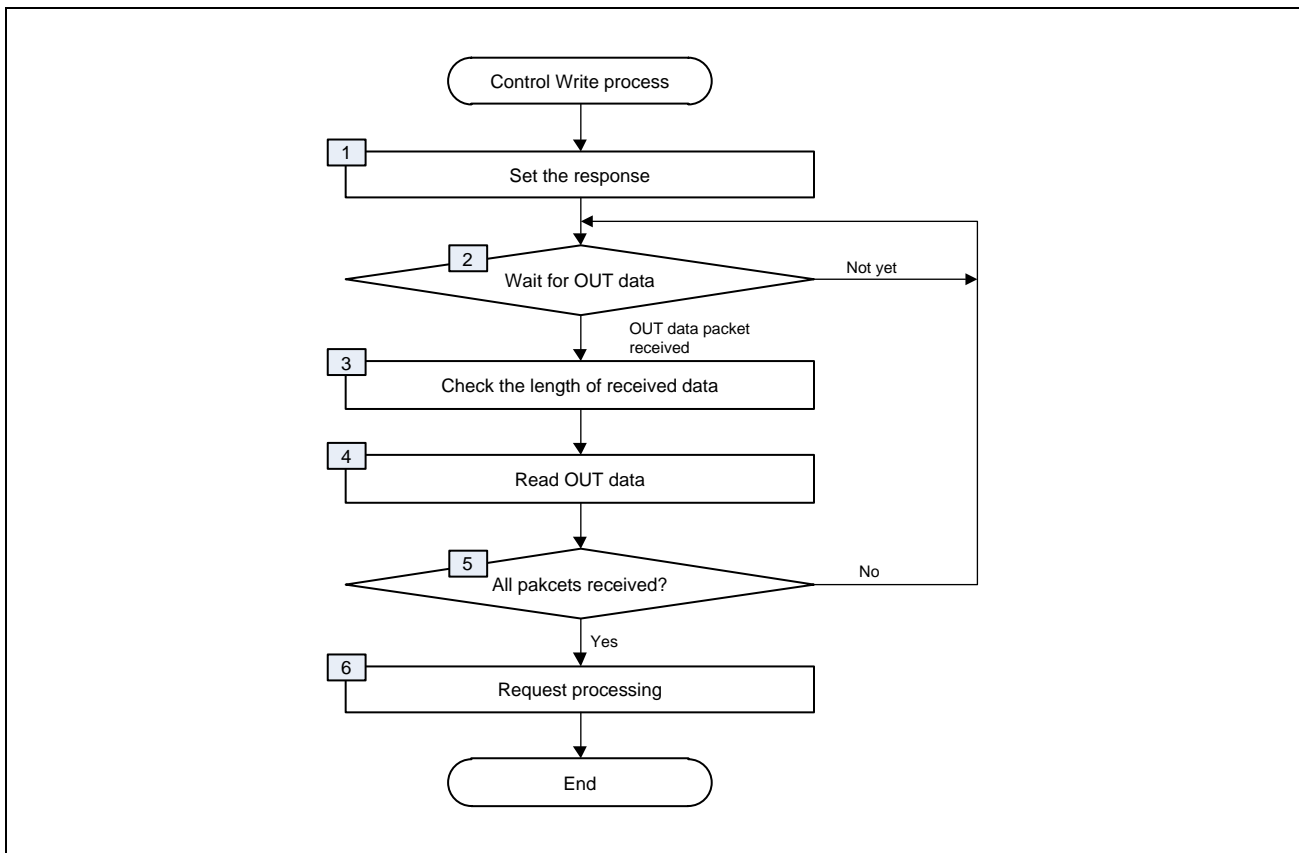 Control Write process
1
Set the response
2
Wait for OUT data
Not yet
OUT data packet
received
3
Check the length of received data
4
Read OUT data
5
All pakcets received?
No
Yes
6
Request processing
End